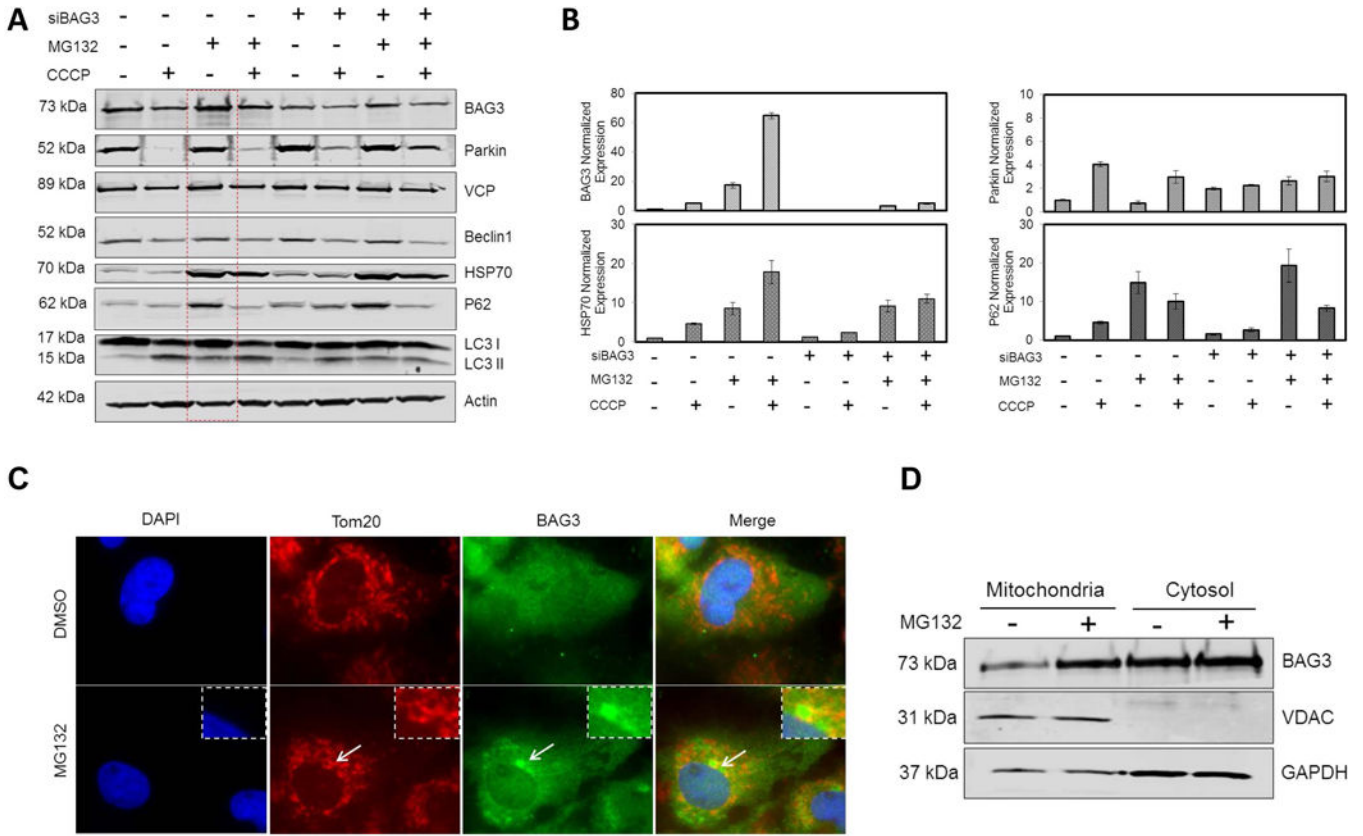 A
siBAG3 - - - - + + + +
MG132 - - + + - - + +
CCCP - + - + - + - +
73 kDa BAG3
52 kDa Parkin
89 kDa VCP
52 kDa Beclin1
70 kDa HSP70
62 kDa P62
17 kDa LC3 I
15 kDa LC3 II
42 kDa Actin
B
BAG3 Normalized
Expression
80
60
40
20
0
HSP70 Normalized
Expression
30
20
10
0
siBAG3 - - - - + + + +
MG132 - - + + - - + +
CCCP - + - + - + - +
Parkin Normalized
Expression
10
8
6
4
2
0
P62 Normalized
Expression
30
20
10
0
siBAG3 - - - - + + + +
MG132 - - + + - - + +
CCCP - + - + - + - +
C
DAPI Tom20 BAG3 Merge
DMSO
MG132
D
Mitochondria Cytosol
MG132 - + - +
73 kDa BAG3
31 kDa VDAC
37 kDa GAPDH